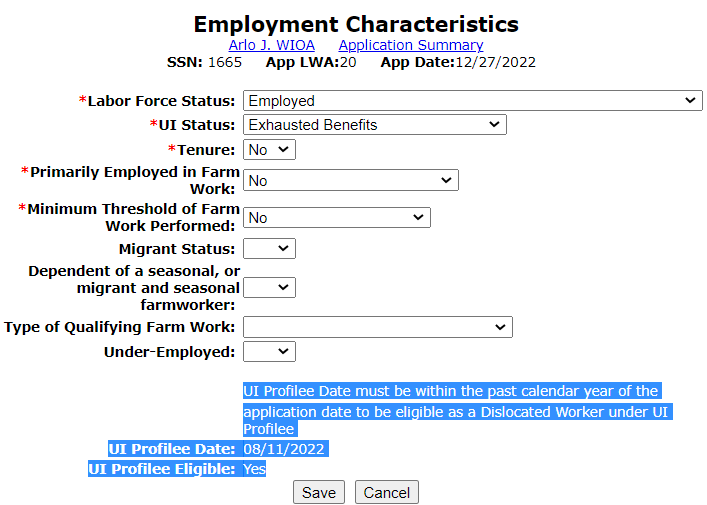 Employment Characteristics
Arlo J. WIOA Application Summary
SSN: 1665 App LWA:20 App Date:12/27/2022
*Labor Force Status: Employed
*UI Status: Exhausted Benefits
*Tenure: No
*Primarily Employed in Farm
Work: No
*Minimum Threshold of Farm
Work Performed: No
Migrant Status:
Dependent of a seasonal, or
migrant and seasonal
farmworker:
Type of Qualifying Farm Work:
Under-Employed:
UI Profilee Date must be within the past calendar year of the
application date to be eligible as a Dislocated Worker under UI
Profilee
UI Profilee Date: 08/11/2022
UI Profilee Eligible: Yes
Save Cancel